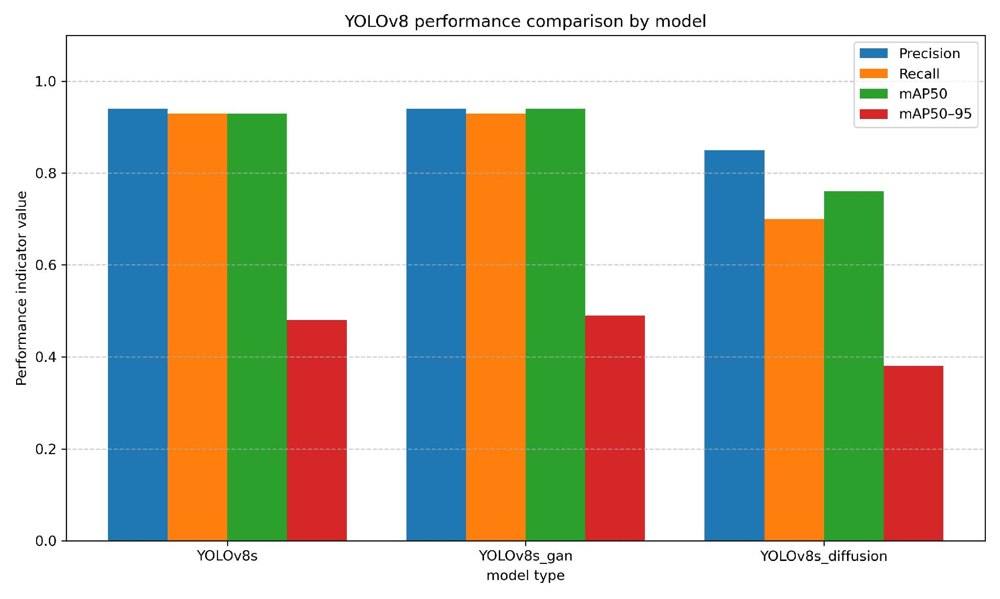 YOLOv8 performance comparison by model
Precision
Recall
mAP50
mAP50–95
Performance indicator value
1.0
0.8
0.6
0.4
0.2
0.0
YOLOv8s
YOLOv8s_gan
YOLOv8s_diffusion
model type